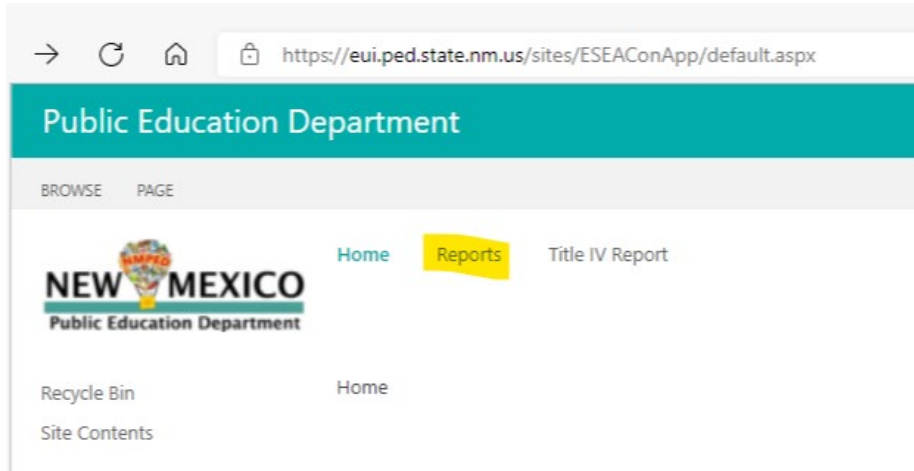 https://eui.ped.state.nm.us/sites/ESEAConApp/default.aspx
Public Education Department
BROWSE PAGE
Home Reports Title IV Report
NMPED
NEW MEXICO
Public Education Department
Recycle Bin
Home
Site Contents